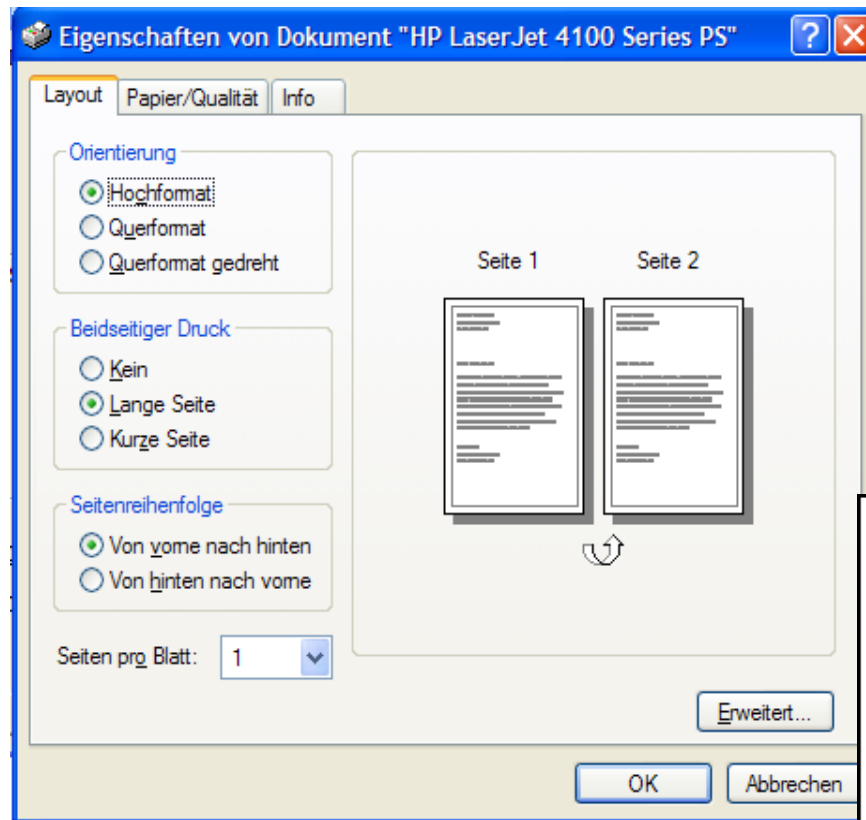 Eigenschaften von Dokument "HP LaserJet 4100 Series PS"
Layout Papier/Qualität Info
Orientierung
Hochformat
Querformat
Querformat gedreht
Beidseitiger Druck
Kein
Lange Seite
Kurze Seite
Seitenreihenfolge
Von vorne nach hinten
Von hinten nach vorne
Seiten pro Blatt: 1
Seite 1 Seite 2
Erweitert...
OK Abbrechen